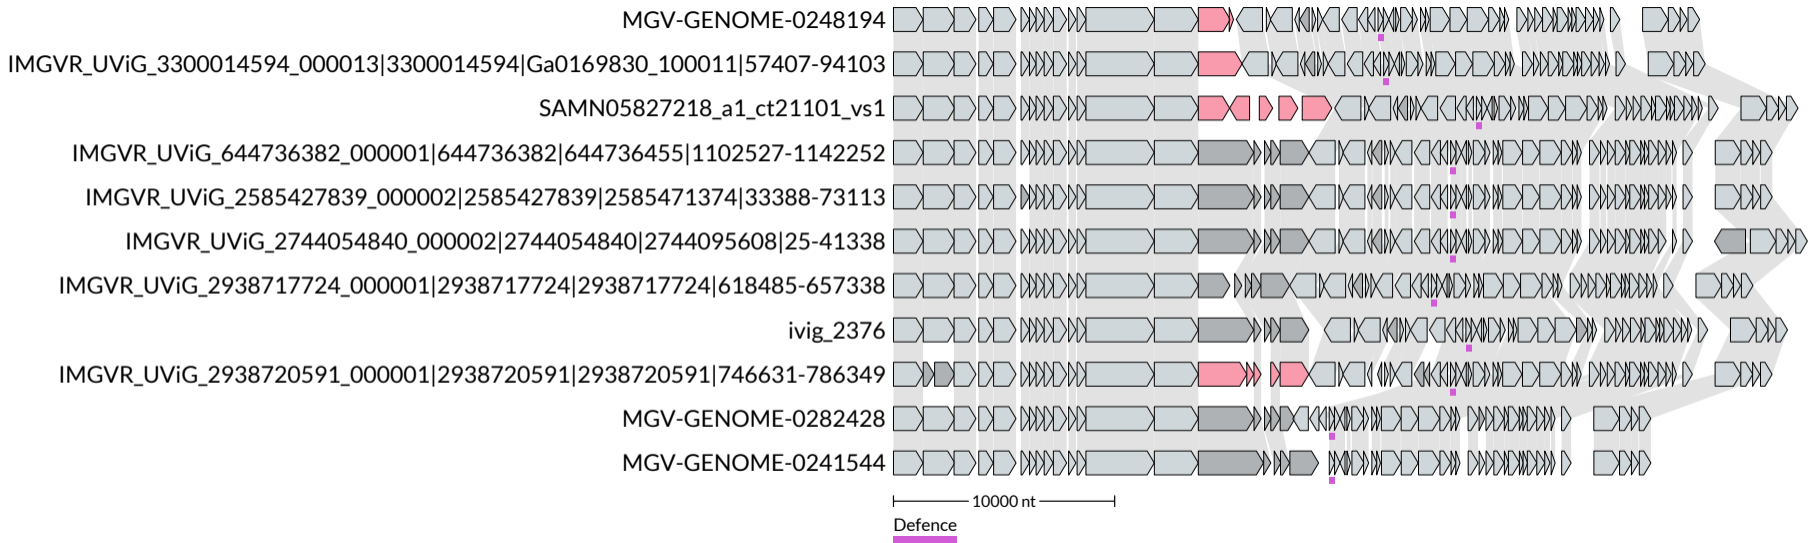 MGV-GENOME-0248194
IMGVR_UViG_3300014594_000013|3300014594|Ga0169830_100011|57407-94103
SAMN05827218_a1_ct21101_vs1
IMGVR_UViG_644736382_000001|644736382|644736455|1102527-1142252
IMGVR_UViG_2585427839_000002|2585427839|2585471374|33388-73113
IMGVR_UViG_2744054840_000002|2744054840|2744095608|25-41338
IMGVR_UViG_2938717724_000001|2938717724|2938717724|618485-657338
ivig_2376
IMGVR_UViG_2938720591_000001|2938720591|2938720591|746631-786349
MGV-GENOME-0282428
MGV-GENOME-0241544
10000 nt
Defence